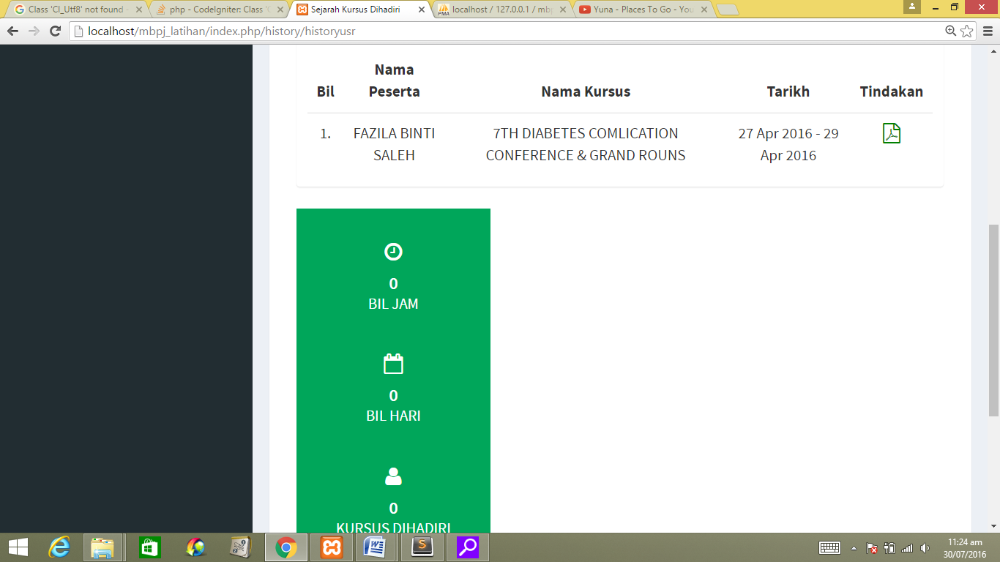 Class 'CI_Utf8' not found -
php - CodeIgniter: Class 'C
Sejarah Kursus Dihadiri
localhost / 127.0.0.1 / mbp
Yuna - Places To Go - You
localhost/mbpj_latihan/index.php/history/historyusr
Nama
Bil Peserta Nama Kursus Tarikh Tindakan
1. FAZILA BINTI 7TH DIABETES COMLICATION 27 Apr 2016 - 29
SALEH CONFERENCE & GRAND ROUNS Apr 2016
0
BIL JAM
0
BIL HARI
0
KURSUS DIHADIRI
11:24 am
30/07/2016